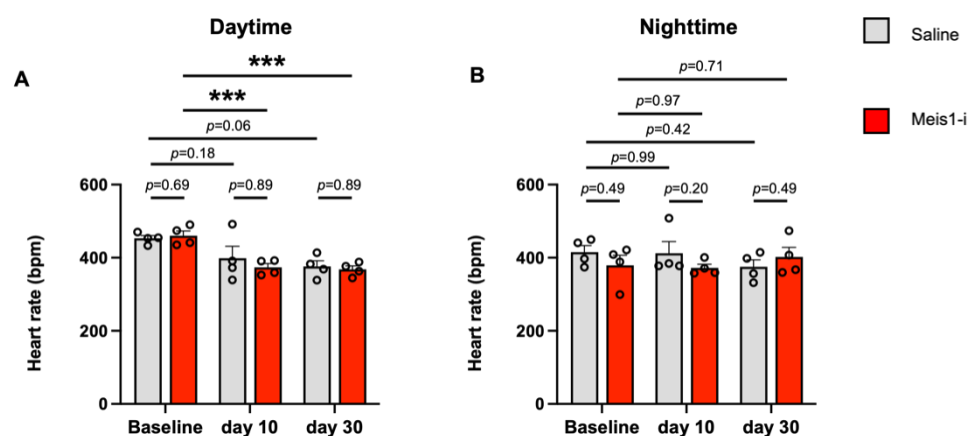 Daytime
A
***
***
p=0.06
p=0.18
p=0.69
p=0.89
p=0.89
Heart rate (bpm)
600
400
200
0
Baseline
day 10
day 30
Nighttime
B
p=0.71
p=0.97
p=0.42
p=0.99
p=0.49
p=0.20
p=0.49
Heart rate (bpm)
600
400
200
0
Baseline
day 10
day 30
Saline
Meis1-i